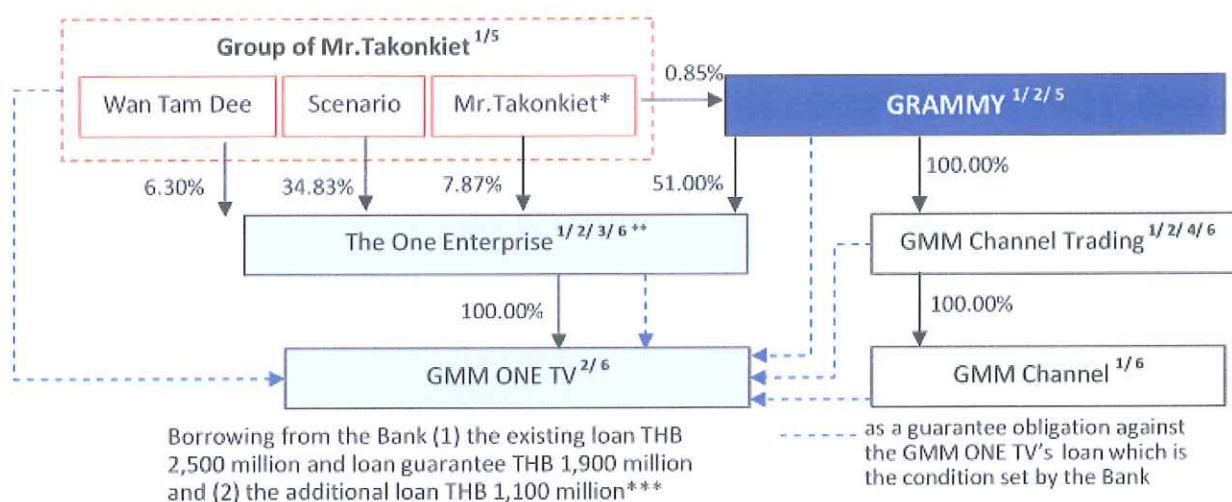 Group of Mr.Takonkiet 1/5
Wan Tam Dee
Scenario
Mr.Takonkiet*
0.85%
GRAMMY 1/ 2/ 5
6.30%
34.83%
7.87%
51.00%
100.00%
The One Enterprise 1/ 2/ 3/ 6 **
GMM Channel Trading 1/ 2/ 4/ 6
100.00%
100.00%
GMM ONE TV 2/ 6
GMM Channel 1/ 6
Borrowing from the Bank (1) the existing loan THB
2,500 million and loan guarantee THB 1,900 million
and (2) the additional loan THB 1,100 million***
as a guarantee obligation against
the GMM ONE TV's loan which is
the condition set by the Bank